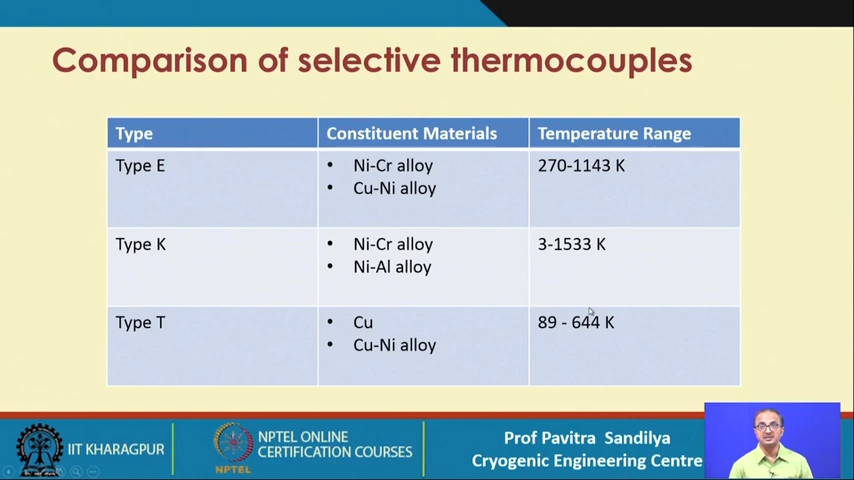 Comparison of selective thermocouples
Type Constituent Materials Temperature Range
Type E • Ni-Cr alloy 270-1143 K
• Cu-Ni alloy
Type K • Ni-Cr alloy 3-1533 K
• Ni-Al alloy
Type T • Cu 89 - 644 K
• Cu-Ni alloy
IIT KHARAGPUR
NPTEL
NPTEL ONLINE
CERTIFICATION COURSES
Prof Pavitra Sandilya
Cryogenic Engineering Centre